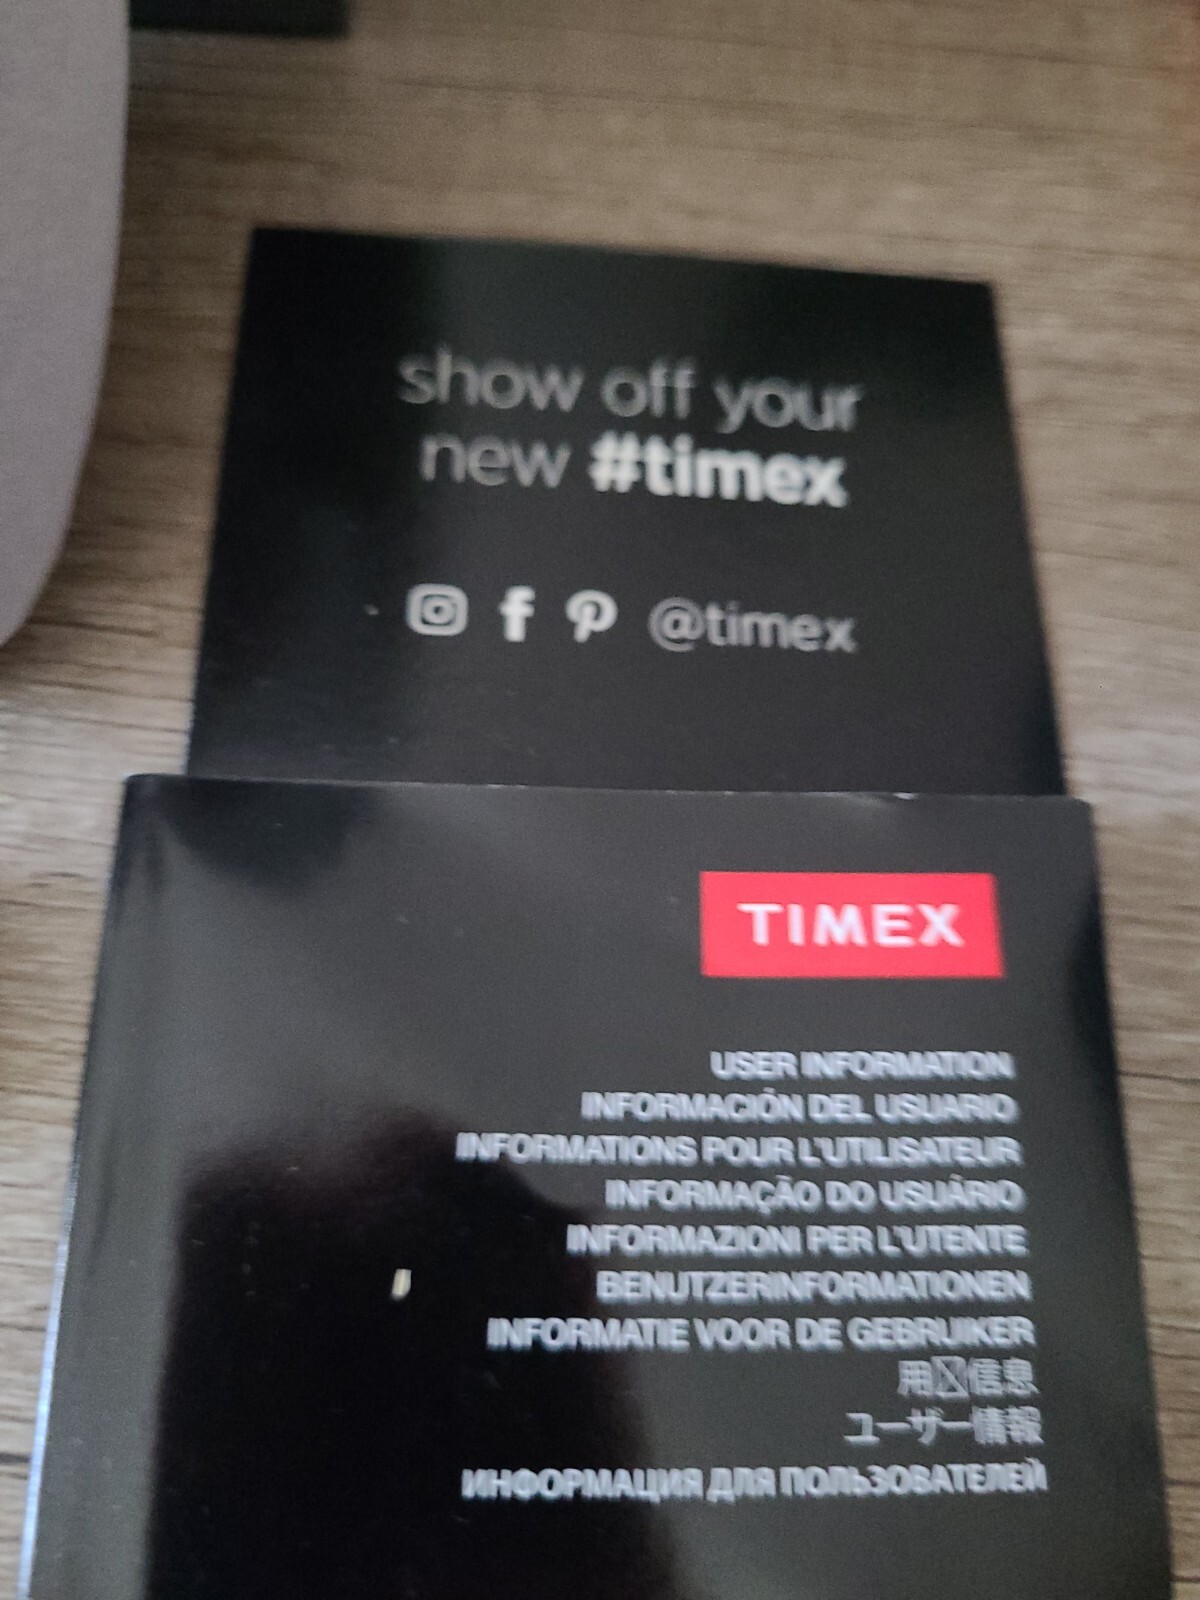 show off your
new #timex
@timex
TIMEX
USER INFORMATION
INFORMACIÓN DEL USUARIO
INFORMATIONS POUR L'UTILISATEUR
INFORMAÇÃO DO USUÁRIO
INFORMAZIONI PER L'UTENTE
BENUTZERINFORMATIONEN
INFORMATIE VOOR DE GEBRUIKER
用☒信息
ユーザー情報
ИНФОРМАЦИЯ ДЛЯ ПОЛЬЗОВАТЕЛЕЙ